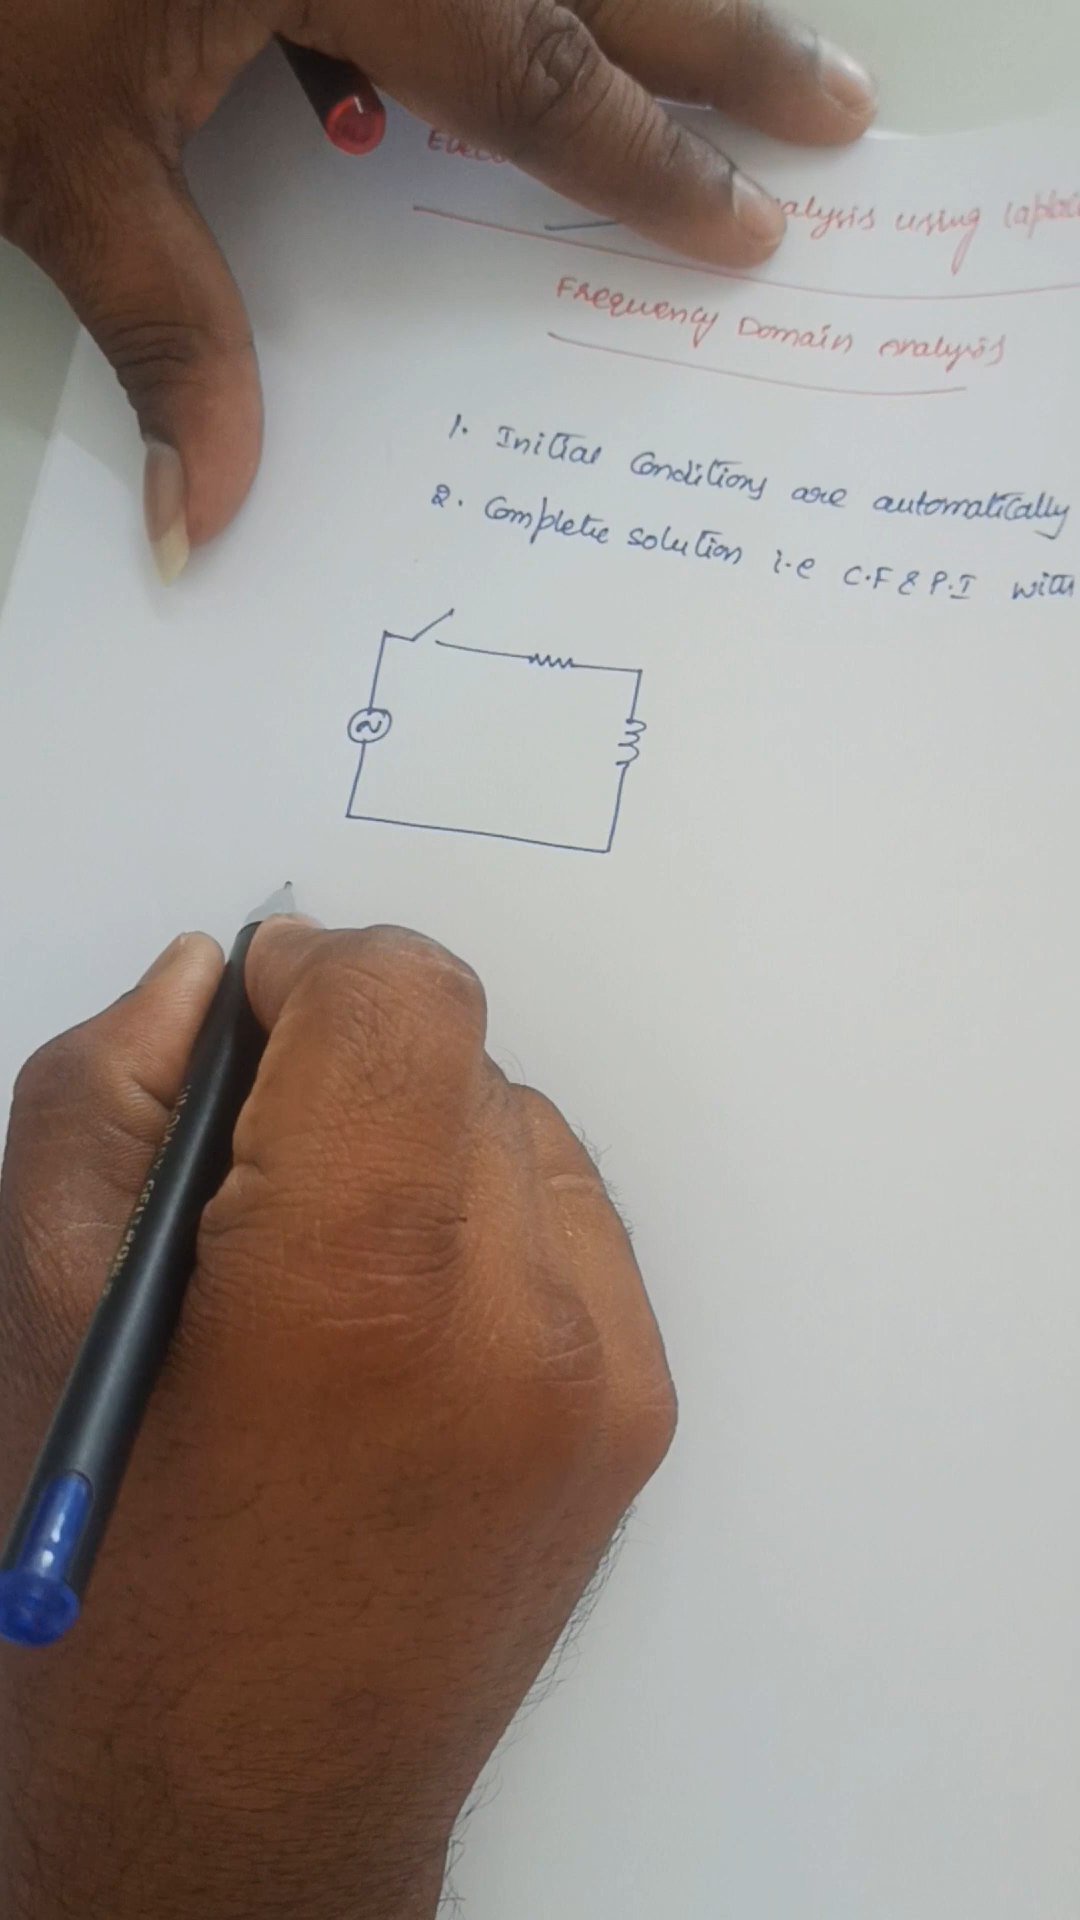 alysis using
Frequency Domain Analysis
1. Initial Conditions are automatically
2. Complete solution i.e C.F & P.I with